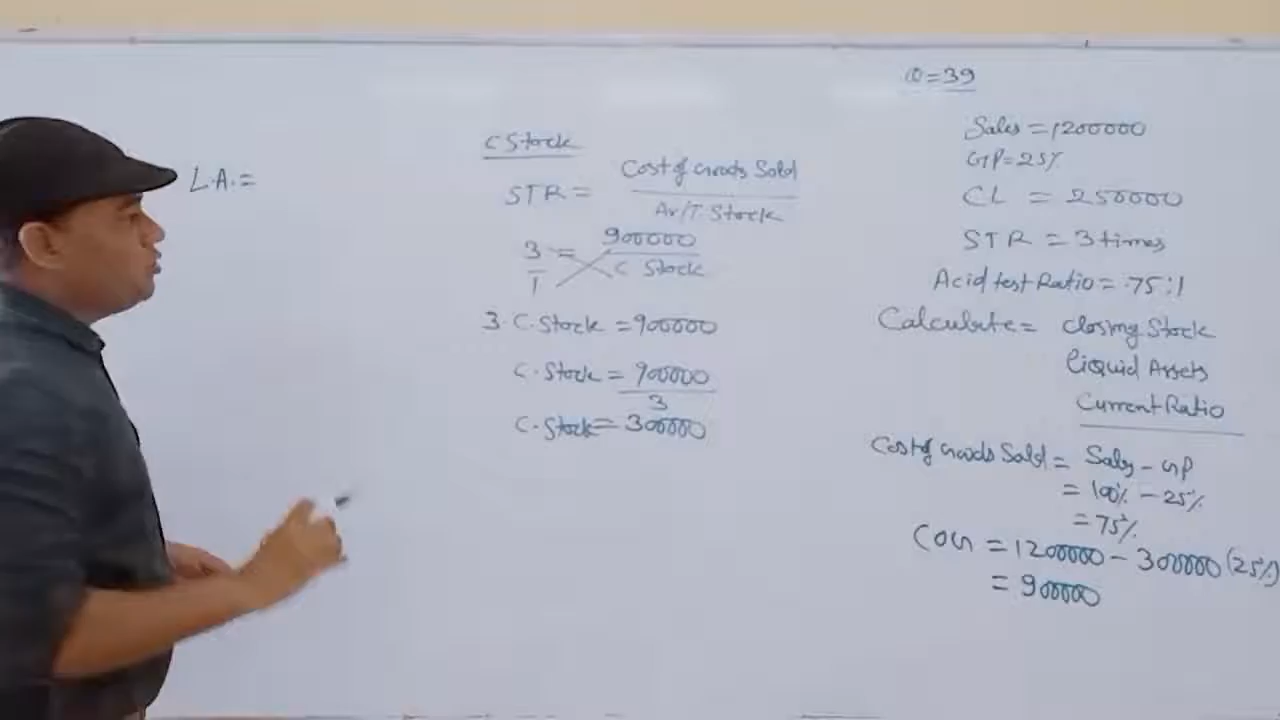 L.A.=
C Stock
STR = Cost of Goods Sold
Av/T. Stock
3 = 900000
1 C Stock
3. C.Stock = 900000
C.Stock = 900000
3
C.Stock = 300000
Q=39
Sales = 1200000
GP=25%
CL = 250000
STR = 3 times
Acid test Ratio = .75:1
Calculate = Closing Stock
Liquid Assets
Current Ratio
Cost of Goods Sold = Sales - GP
= 100% - 25%
= 75%
COG = 1200000 - 300000 (25%)
= 900000